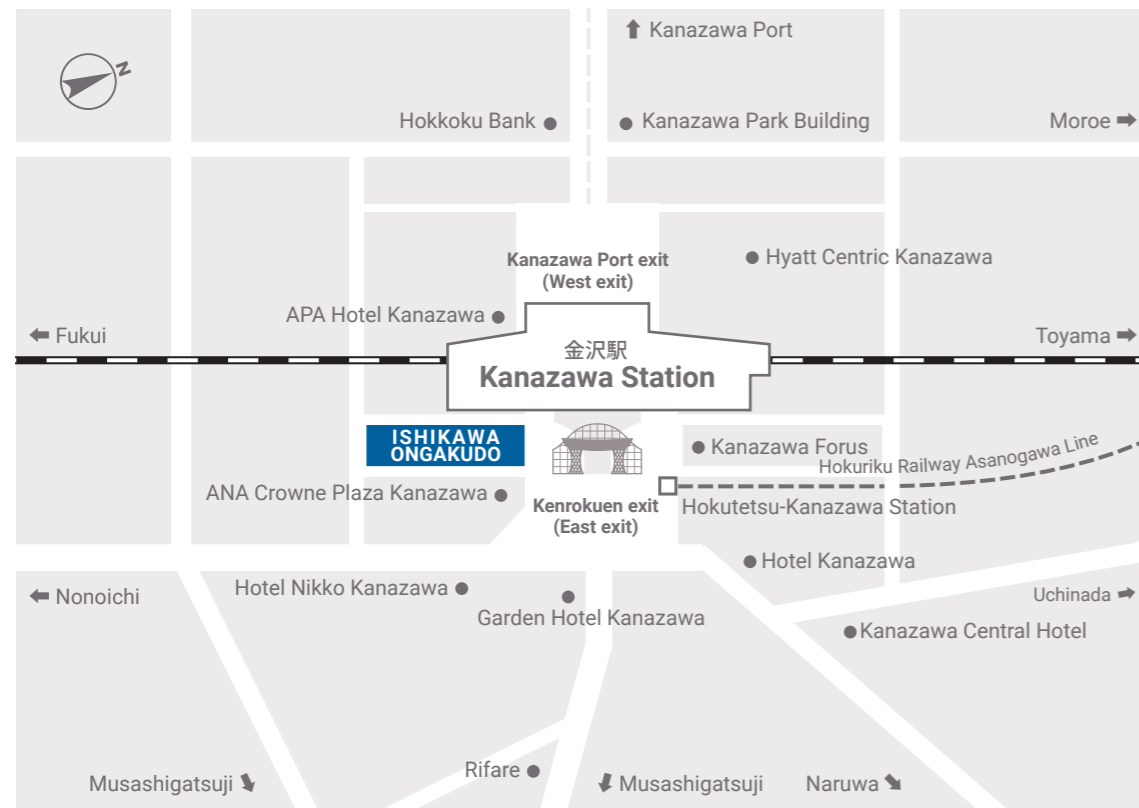 Kanazawa Port
N
Hokkoku Bank
Kanazawa Park Building
Moroe
Kanazawa Port exit
(West exit)
Hyatt Centric Kanazawa
APA Hotel Kanazawa
Fukui
Toyama
金沢駅
Kanazawa Station
ISHIKAWA
ONGAKUDO
Kanazawa Forus
Hokuriku Railway Asanogawa Line
ANA Crowne Plaza Kanazawa
Kenrokuen exit
(East exit)
Hokutetsu-Kanazawa Station
Hotel Kanazawa
Hotel Nikko Kanazawa
Nonoichi
Uchinada
Garden Hotel Kanazawa
Kanazawa Central Hotel
Rifare
Musashigatsuji
Musashigatsuji
Naruwa